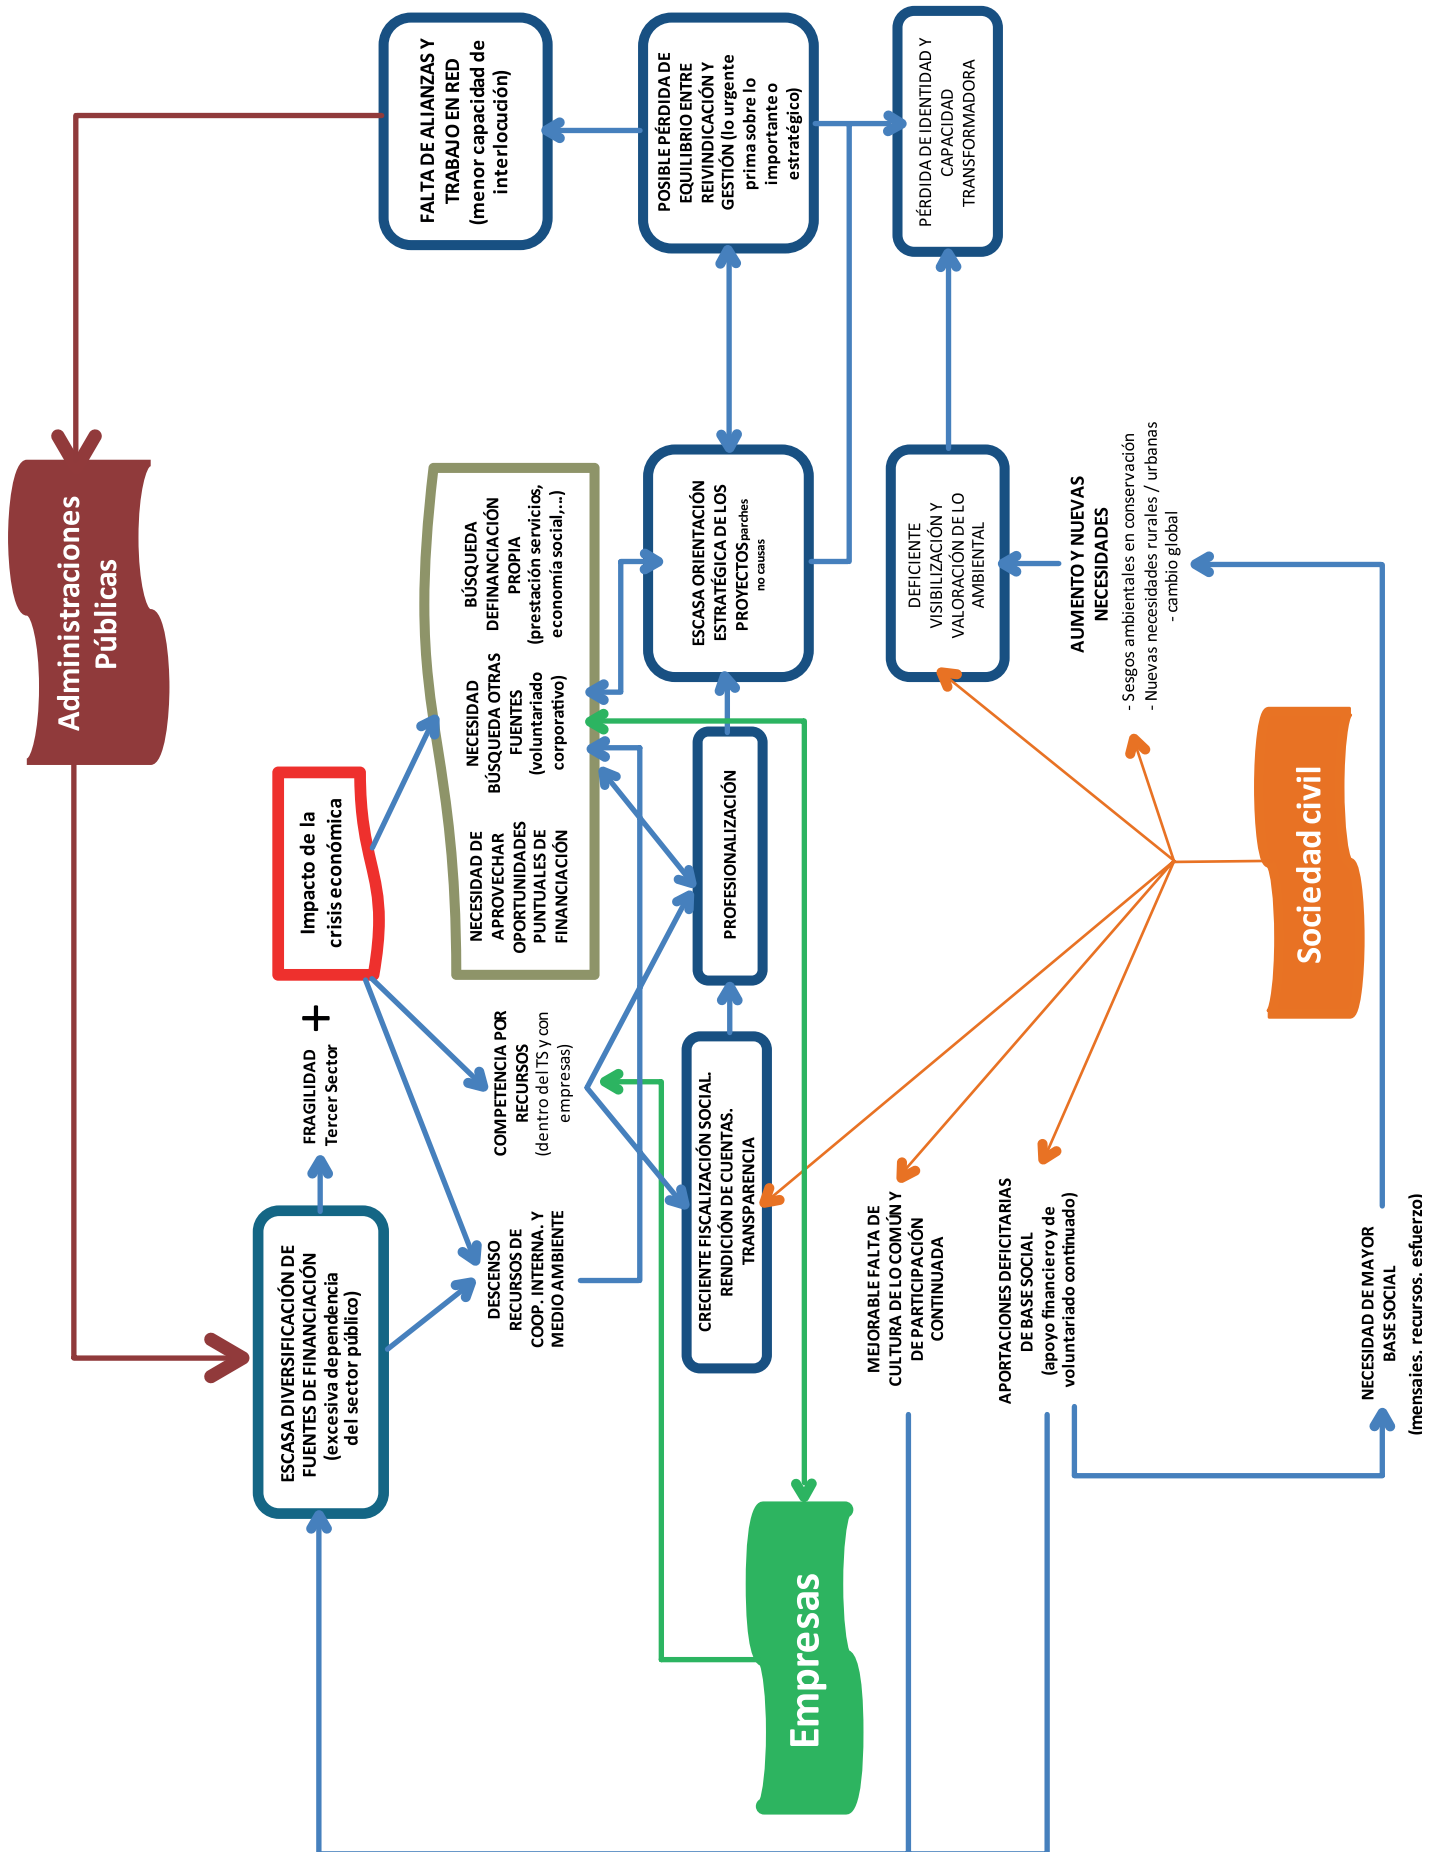 Administraciones
Públicas
ESCASA DIVERSIFICACIÓN DE
FUENTES DE FINANCIACIÓN
(excesiva dependencia
del sector público)
FRAGILIDAD
Tercer Sector
+
Impacto de la
crisis económica
FALTA DE ALIANZAS Y
TRABAJO EN RED
(menor capacidad de
interlocución)
DESCENSO
RECURSOS DE
COOP. INTERNA. Y
MEDIO AMBIENTE
COMPETENCIA POR
RECURSOS
(dentro del TS y con
empresas)
NECESIDAD DE
APROVECHAR
OPORTUNIDADES
PUNTUALES DE
FINANCIACIÓN
NECESIDAD
BÚSQUEDA OTRAS
FUENTES
(voluntariado
corporativo)
BÚSQUEDA
DEFINANCIACIÓN
PROPIA
(prestación servicios,
economía social,...)
CRECIENTE FISCALIZACIÓN SOCIAL.
RENDICIÓN DE CUENTAS.
TRANSPARENCIA
PROFESIONALIZACIÓN
ESCASA ORIENTACIÓN
ESTRATÉGICA DE LOS
PROYECTOS parches
no causas
POSIBLE PÉRDIDA DE
EQUILIBRIO ENTRE
REIVINDICACIÓN Y
GESTIÓN (lo urgente
prima sobre lo
importante o
estratégico)
Empresas
MEJORABLE FALTA DE
CULTURA DE LO COMÚN Y
DE PARTICIPACIÓN
CONTINUADA
DEFICIENTE
VISIBILIZACIÓN Y
VALORACIÓN DE LO
AMBIENTAL
PÉRDIDA DE IDENTIDAD Y
CAPACIDAD
TRANSFORMADORA
APORTACIONES DEFICITARIAS
DE BASE SOCIAL
(apoyo financiero y de
voluntariado continuado)
AUMENTO Y NUEVAS
NECESIDADES
- Sesgos ambientales en conservación
- Nuevas necesidades rurales / urbanas
- cambio global
Sociedad civil
NECESIDAD DE MAYOR
BASE SOCIAL
(mensajes. recursos. esfuerzo)